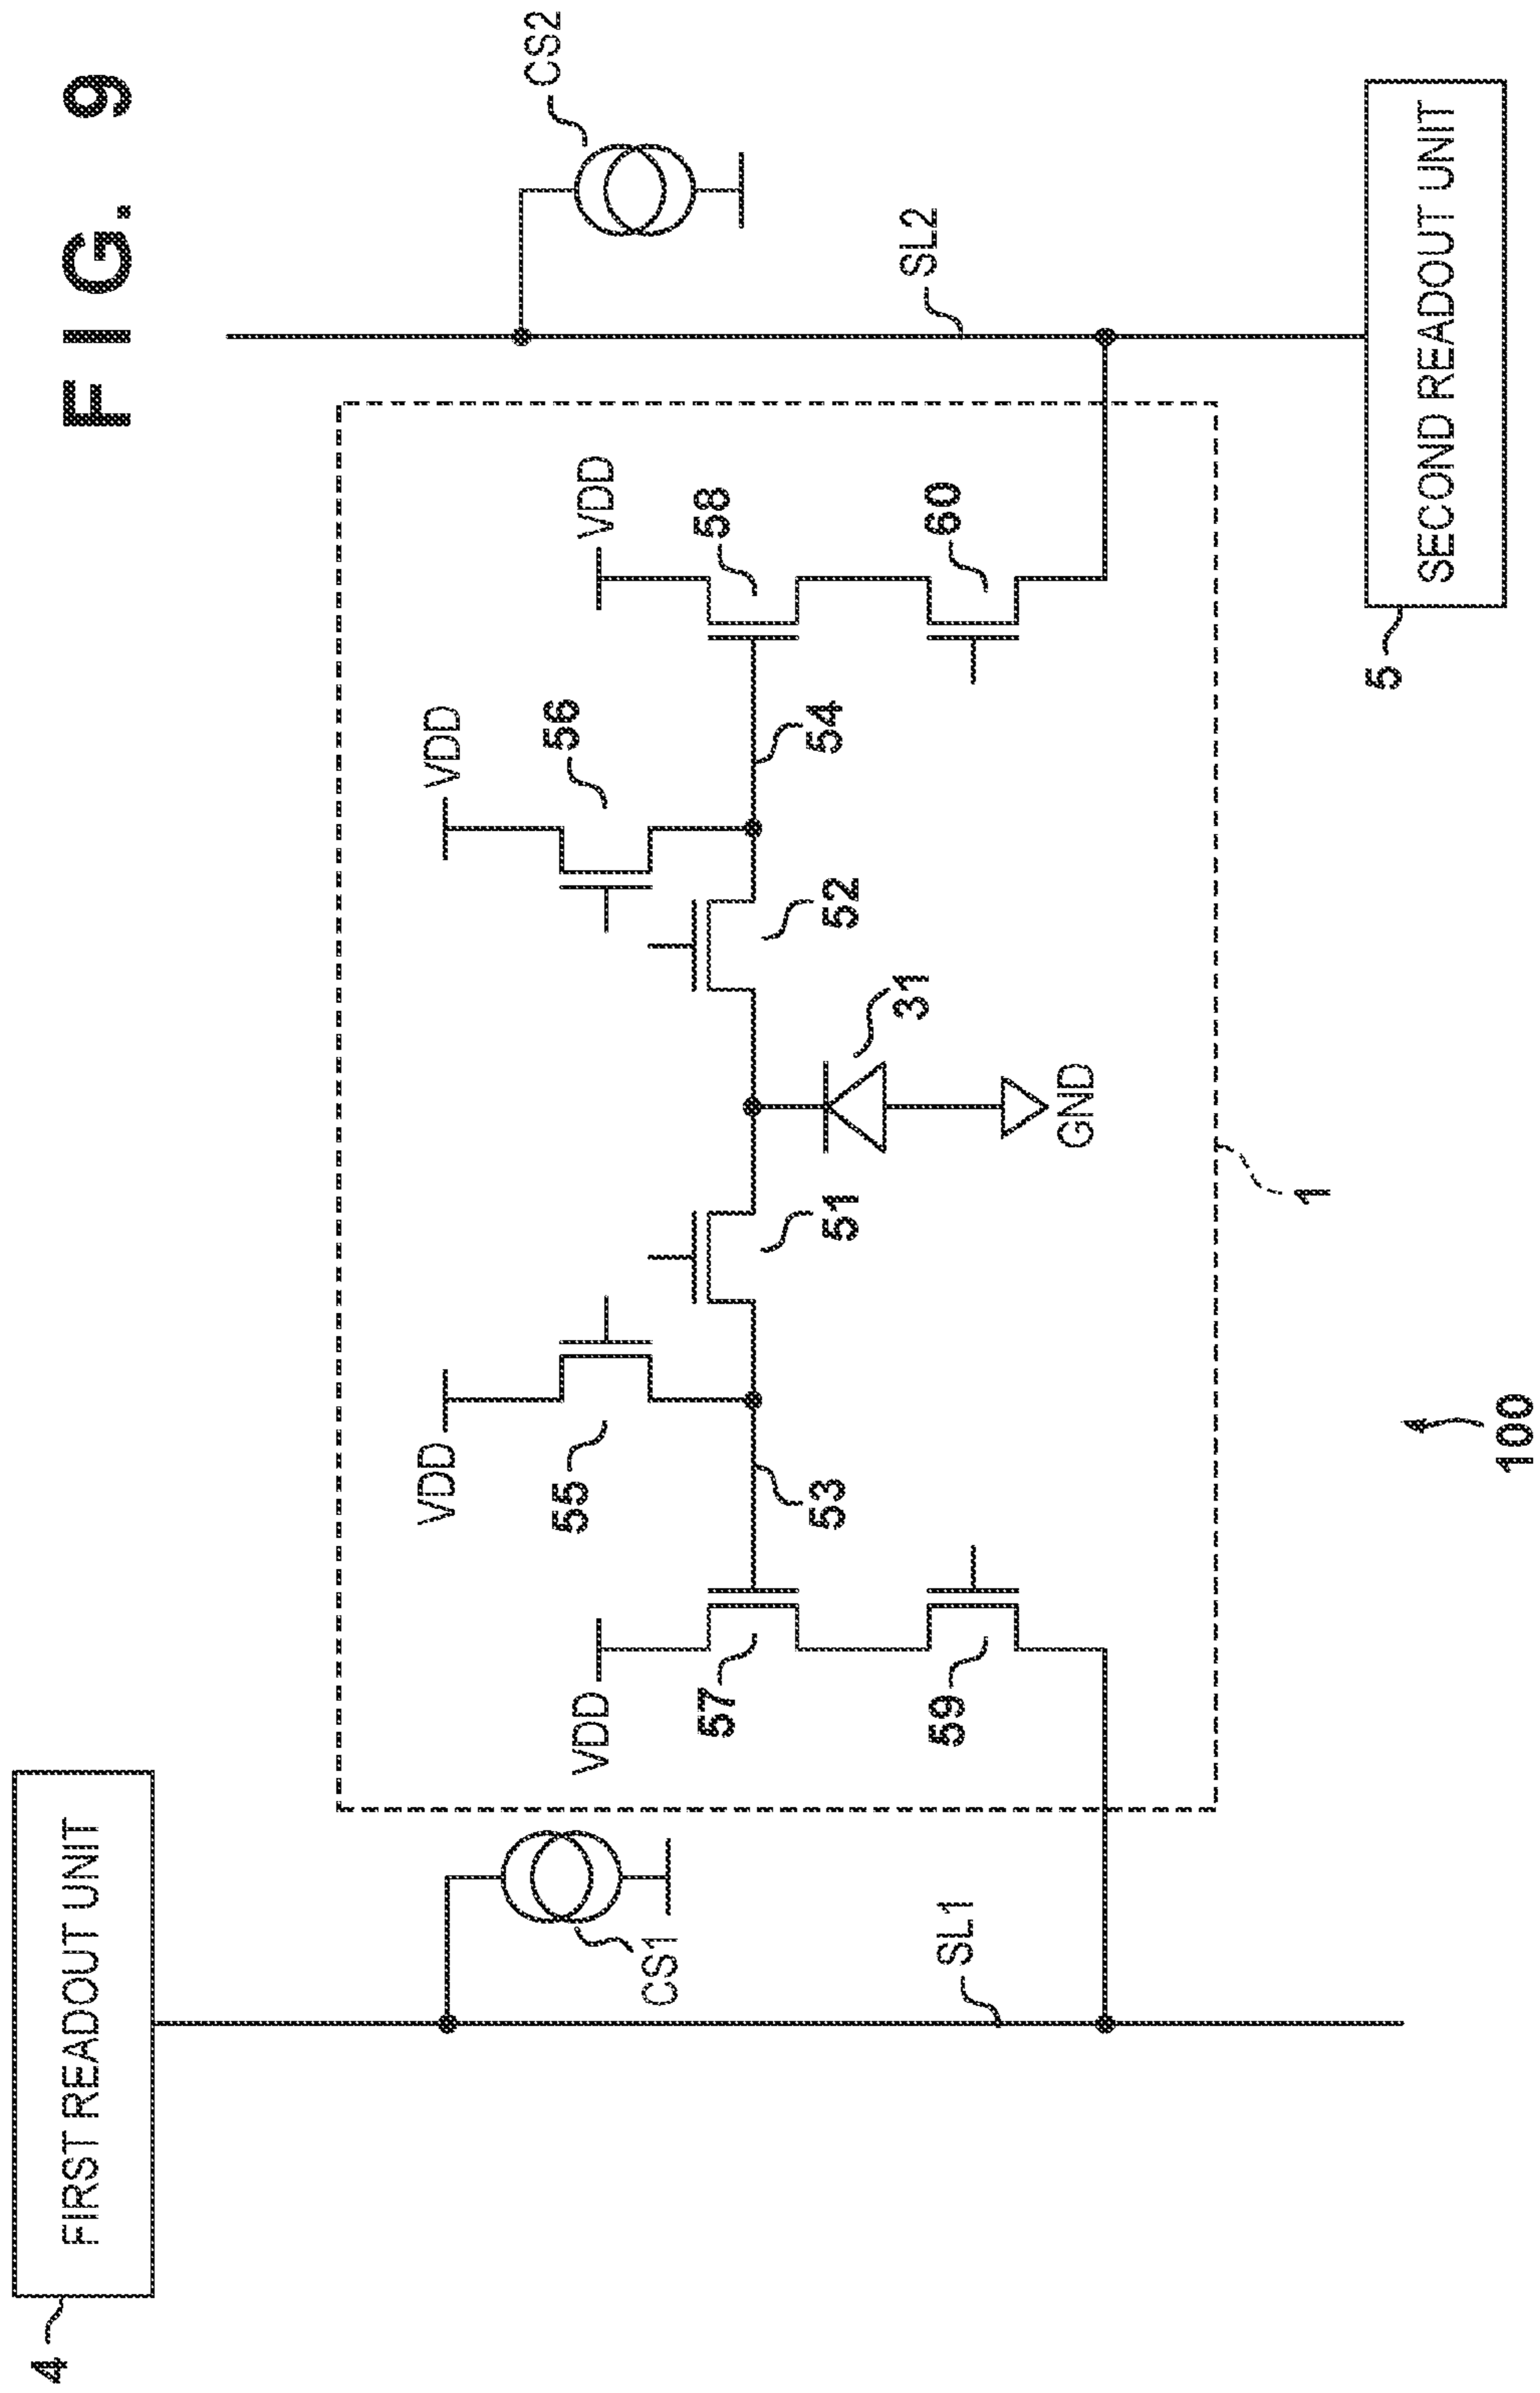 FIG. 9
4
FIRST READOUT UNIT
CS1
SL1
VDD
57
59
VDD
55
53
51
31
GND
52
VDD
56
54
VDD
58
60
1
CS2
SL2
5
SECOND READOUT UNIT
100